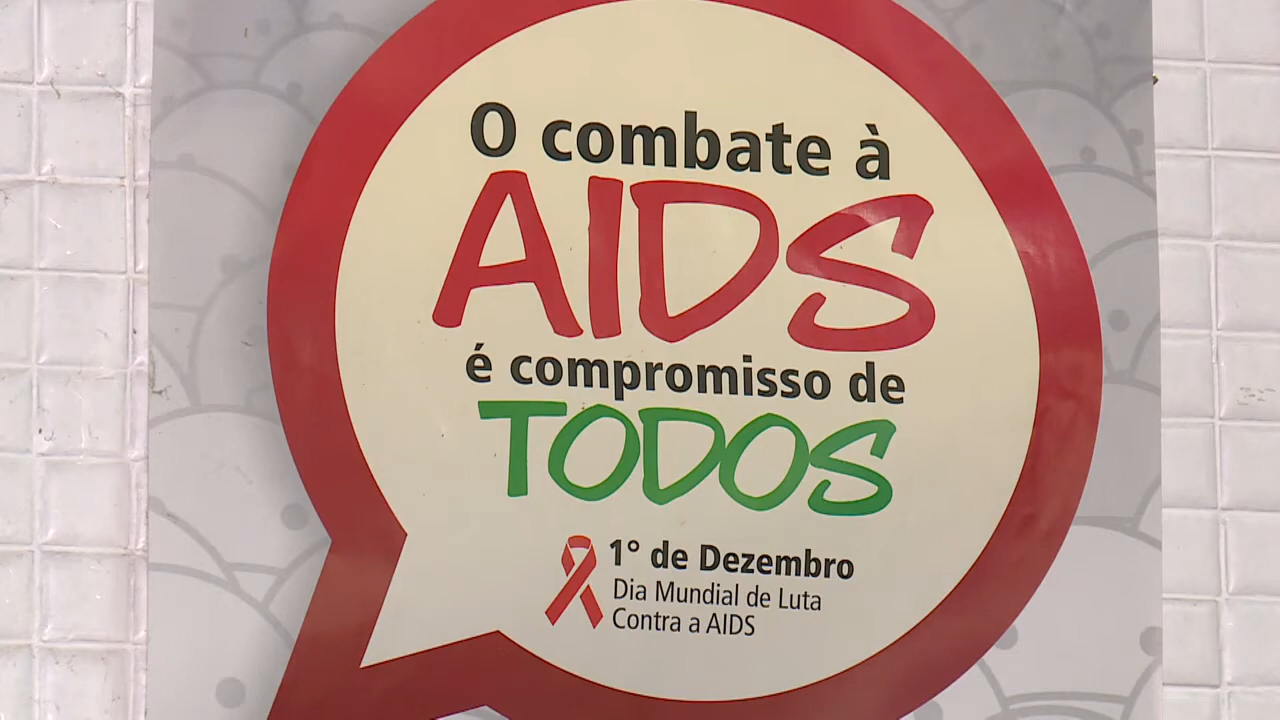 O combate à
AIDS
é compromisso de
TODOS
1° de Dezembro
Dia Mundial de Luta
Contra a AIDS